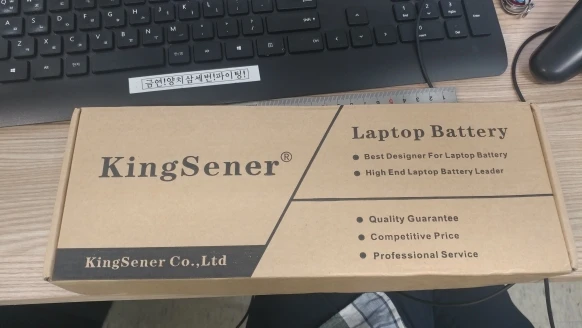 금연!양치삼세번!파이팅!
KingSener®
KingSener Co.,Ltd
Laptop Battery
Best Designer For Laptop Battery
High End Laptop Battery Leader
Quality Guarantee
Competitive Price
Professional Service